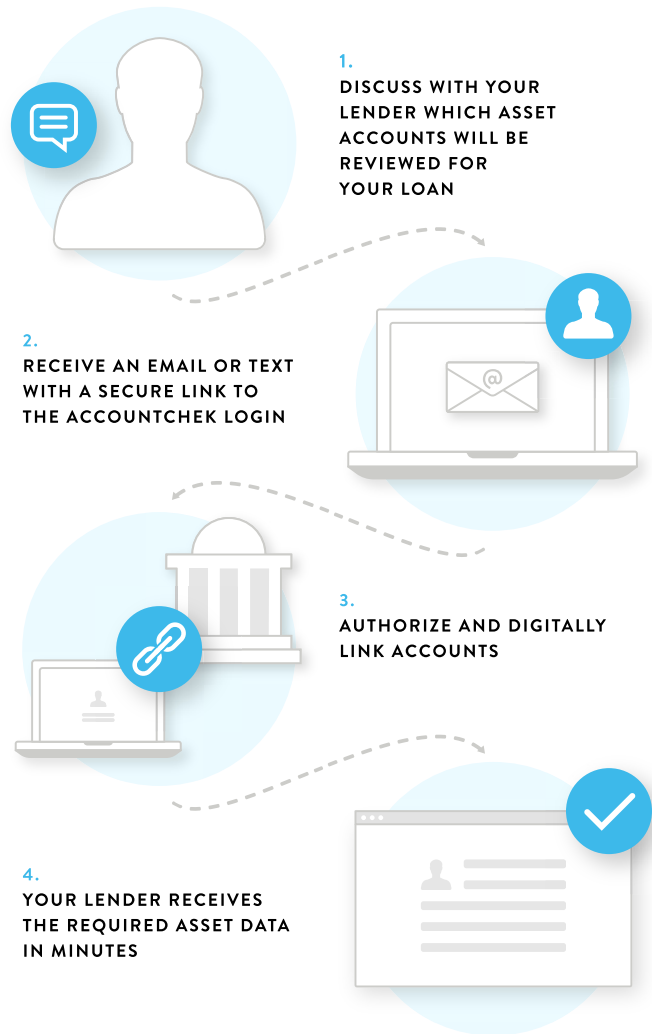 1.
DISCUSS WITH YOUR
LENDER WHICH ASSET
ACCOUNTS WILL BE
REVIEWED FOR
YOUR LOAN
2.
RECEIVE AN EMAIL OR TEXT
WITH A SECURE LINK TO
THE ACCOUNTCHEK LOGIN
@
3.
AUTHORIZE AND DIGITALLY
LINK ACCOUNTS
4.
YOUR LENDER RECEIVES
THE REQUIRED ASSET DATA
IN MINUTES